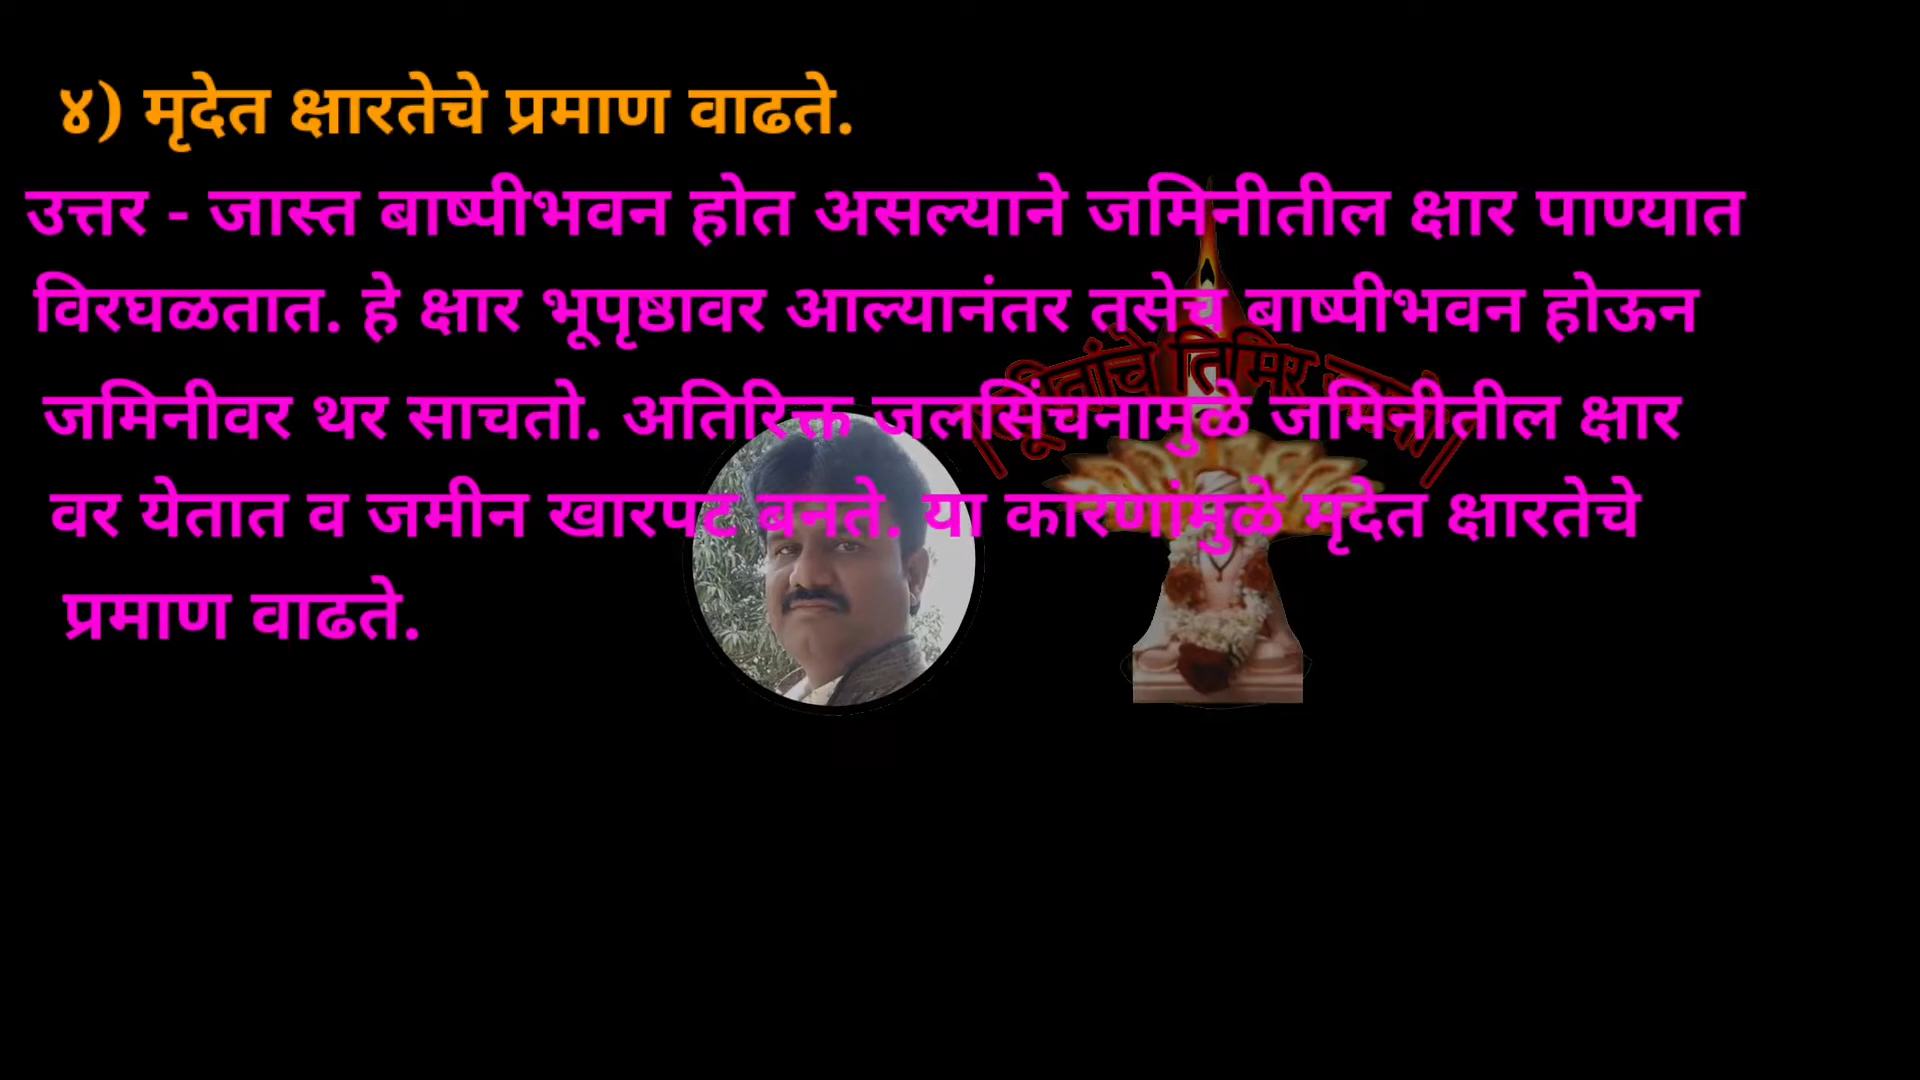 ४) मृदेत क्षारतेचे प्रमाण वाढते.
उत्तर - जास्त बाष्पीभवन होत असल्याने जमिनीतील क्षार पाण्यात
विरघळतात. हे क्षार भूपृष्ठावर आल्यानंतर तसेच बाष्पीभवन होऊन
जमिनीवर थर साचतो. अतिरिक्त जलसिंचनामुळे जमिनीतील क्षार
वर येतात व जमीन खारपट बनते. या कारणांमुळे मृदेत क्षारतेचे
प्रमाण वाढते.
तिमिर